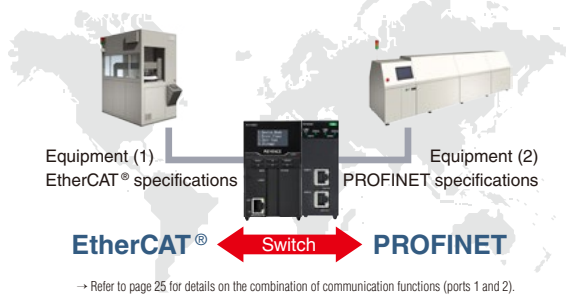 KEYENCE
Equipment (1)
EtherCAT® specifications
Equipment (2)
PROFINET specifications
EtherCAT®
Switch
PROFINET
→ Refer to page 25 for details on the combination of communication functions (ports 1 and 2).